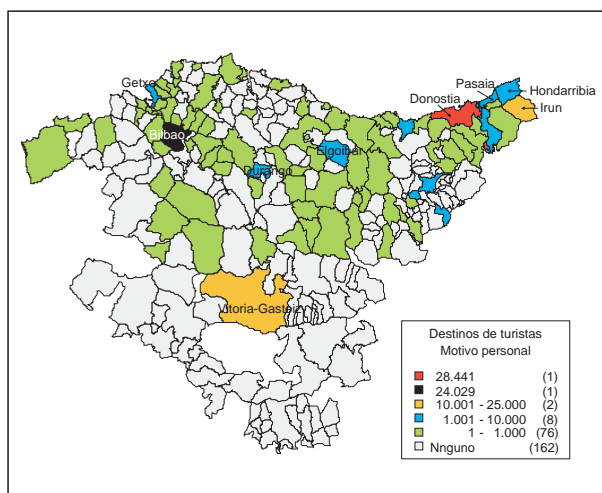 Getxo
Pasaia
Hondarribia
Donostia
Irun
Bilbao
Elgoibar
Durango
Vitoria-Gasteiz
Destinos de turistas
Motivo personal
28.441 (1)
24.029 (1)
10.001 - 25.000 (2)
1.001 - 10.000 (8)
1 - 1.000 (76)
Nnguno (162)